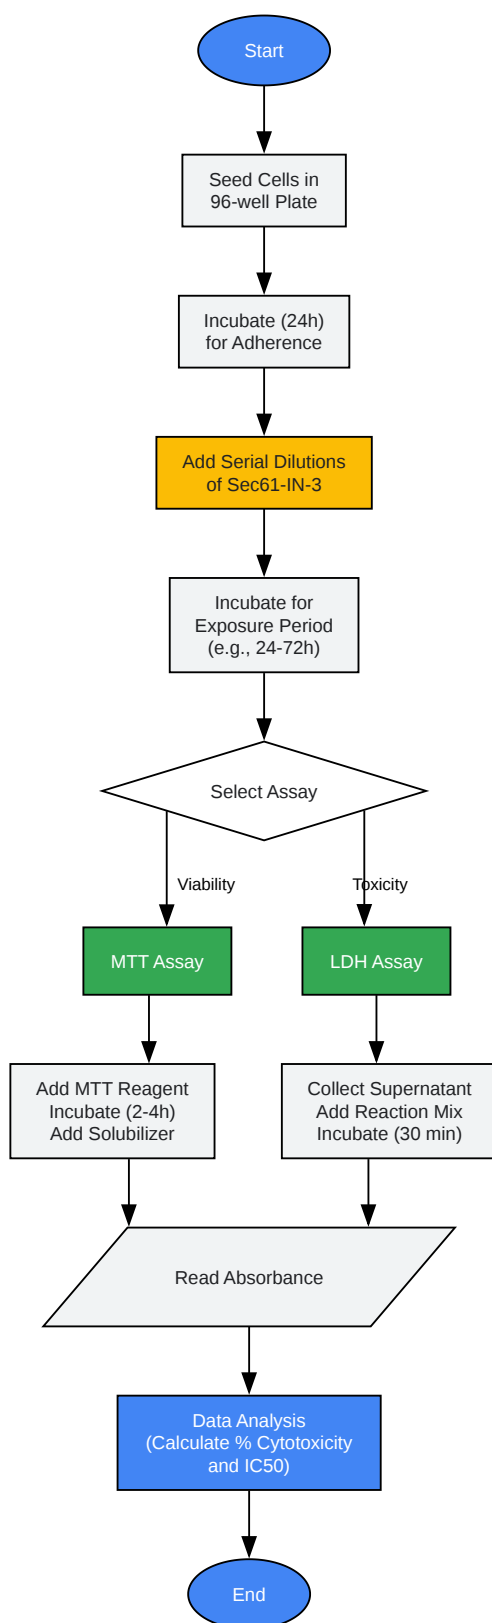 Start
Seed Cells in
96-well Plate
Incubate (24h)
for Adherence
Add Serial Dilutions
of Sec61-IN-3
Incubate for
Exposure Period
(e.g., 24-72h)
Select Assay
Viability
Toxicity
MTT Assay
LDH Assay
Add MTT Reagent
Incubate (2-4h)
Add Solubilizer
Collect Supernatant
Add Reaction Mix
Incubate (30 min)
Read Absorbance
Data Analysis
(Calculate % Cytotoxicity
and IC50)
End